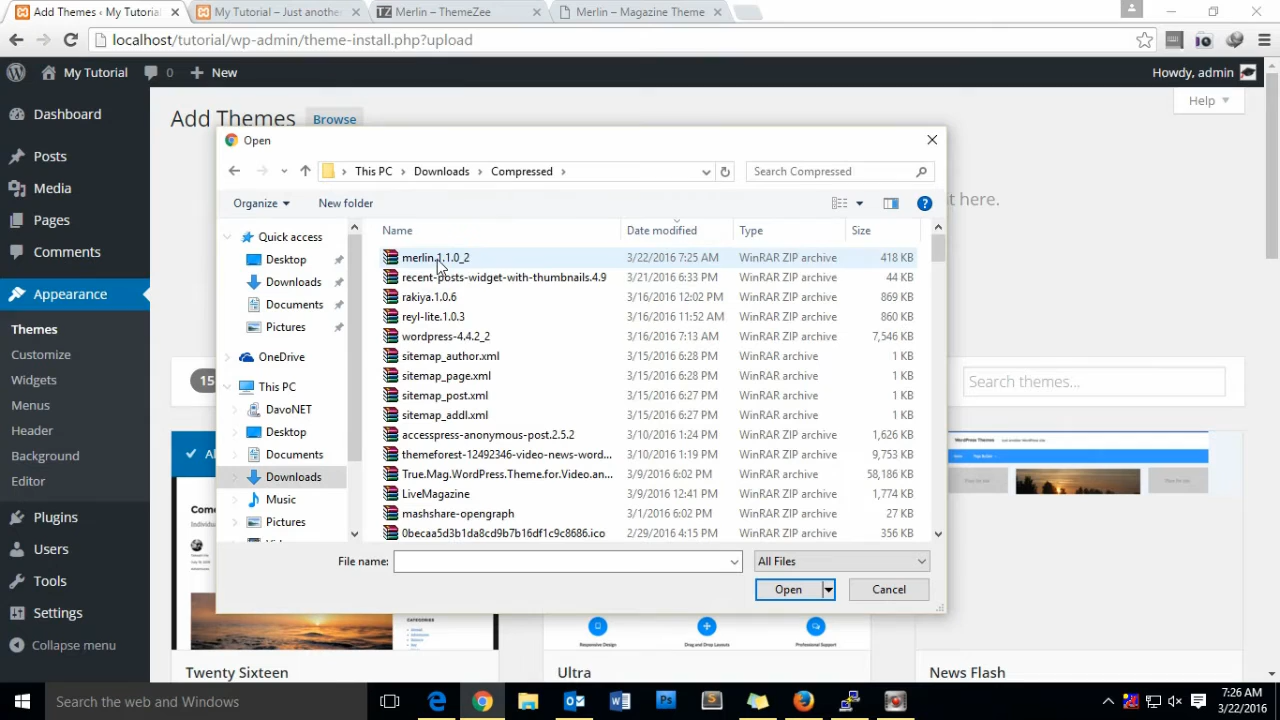 Add Themes ‹ My Tutorial
My Tutorial – Just another
TZ Merlin – ThemeZee
Merlin – Magazine Theme
localhost/tutorial/wp-admin/theme-install.php?upload
My Tutorial 0 New
Howdy, admin
Dashboard
Posts
Media
Pages
Comments
Appearance
Themes
Customize
Widgets
Menus
Header
Background
Editor
Plugins
Users
Tools
Settings
Collapse menu
Add Themes Browse
Help
t here.
Open
This PC Downloads Compressed
Search Compressed
Organize New folder
Quick access
Desktop
Downloads
Documents
Pictures
OneDrive
This PC
DavoNET
Desktop
Downloads
Music
Pictures
Name Date modified Type Size
merlin.1.1.0_2 3/22/2016 7:25 AM WinRAR ZIP archive 418 KB
recent-posts-widget-with-thumbnails.4.9 3/21/2016 6:33 PM WinRAR ZIP archive 44 KB
rakiya.1.0.6 3/16/2016 12:02 PM WinRAR ZIP archive 869 KB
reyl-lite.1.0.3 3/16/2016 11:52 AM WinRAR ZIP archive 860 KB
wordpress-4.4.2_2 3/16/2016 7:13 AM WinRAR ZIP archive 7,546 KB
sitemap_author.xml 3/15/2016 6:28 PM WinRAR archive 1 KB
sitemap_page.xml 3/15/2016 6:28 PM WinRAR archive 1 KB
sitemap_post.xml 3/15/2016 6:27 PM WinRAR archive 1 KB
sitemap_addl.xml 3/15/2016 6:27 PM WinRAR archive 1 KB
accesspress-anonymous-post.2.5.2 3/10/2016 1:24 PM WinRAR ZIP archive 1,626 KB
themeforest-12492346-video-news-word... 3/10/2016 1:19 PM WinRAR ZIP archive 9,753 KB
True.Mag.WordPress.Theme.for.Video.an... 3/9/2016 6:02 PM WinRAR ZIP archive 58,186 KB
LiveMagazine 3/9/2016 12:41 PM WinRAR ZIP archive 1,774 KB
mashshare-opengraph 3/1/2016 6:02 PM WinRAR ZIP archive 27 KB
0becaa5d3b1da8cd9b7b16df1c9c8686.ico 2/29/2016 4:15 PM WinRAR ZIP archive 356 KB
File name:
All Files
Open Cancel
15
Search themes...
WordPress Themes
Responsive Design
Drag and Drop Layouts
Professional Support
CATEGORIES
Twenty Sixteen
Ultra
News Flash
Search the web and Windows
7:26 AM
3/22/2016